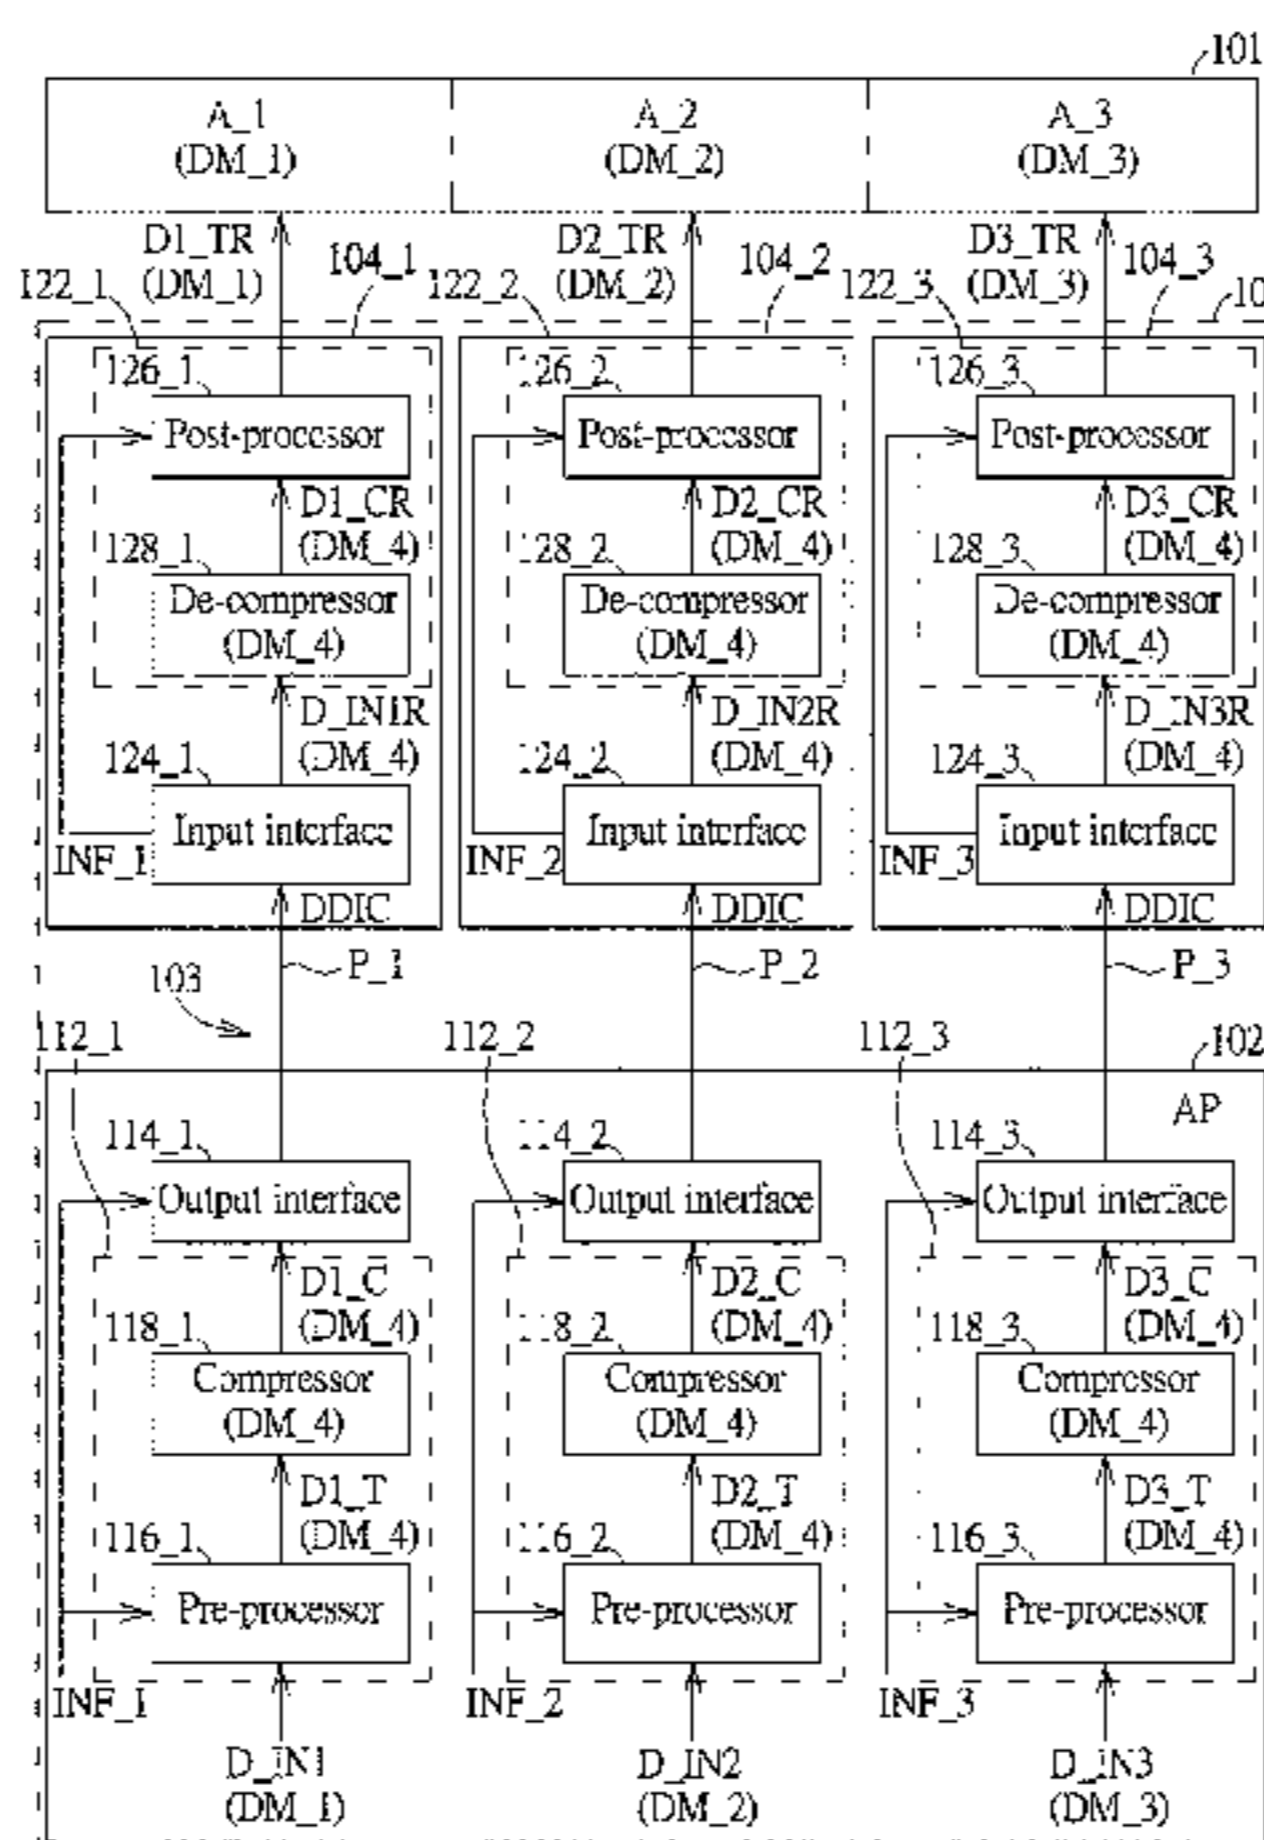 101
A_1 A_2 A_3
(DM_1) (DM_2) (DM_3)
D1_TR D2_TR D3_TR
(DM_1) (DM_2) (DM_3)
104_1 104_2 104_3
122_1 122_2 122_3
126_1 126_2 126_3
Post-processor Post-processor Post-processor
D1_CR D2_CR D3_CR
(DM_4) (DM_4) (DM_4)
128_1 128_2 128_3
De-compressor De-compressor De-compressor
(DM_4) (DM_4) (DM_4)
D_IN1R D_IN2R D_IN3R
(DM_4) (DM_4) (DM_4)
124_1 124_2 124_3
Input interface Input interface Input interface
INF_1 INF_2 INF_3
DDIC DDIC DDIC
P_1 P_2 P_3
103
112_1 112_2 112_3
102
AP
114_1 114_2 114_3
Output interface Output interface Output interface
D1_C D2_C D3_C
(DM_4) (DM_4) (DM_4)
118_1 118_2 118_3
Compressor Compressor Compressor
(DM_4) (DM_4) (DM_4)
D1_T D2_T D3_T
(DM_4) (DM_4) (DM_4)
116_1 116_2 116_3
Pre-processor Pre-processor Pre-processor
INF_1 INF_2 INF_3
D_IN1 D_IN2 D_IN3
(DM_1) (DM_2) (DM_3)